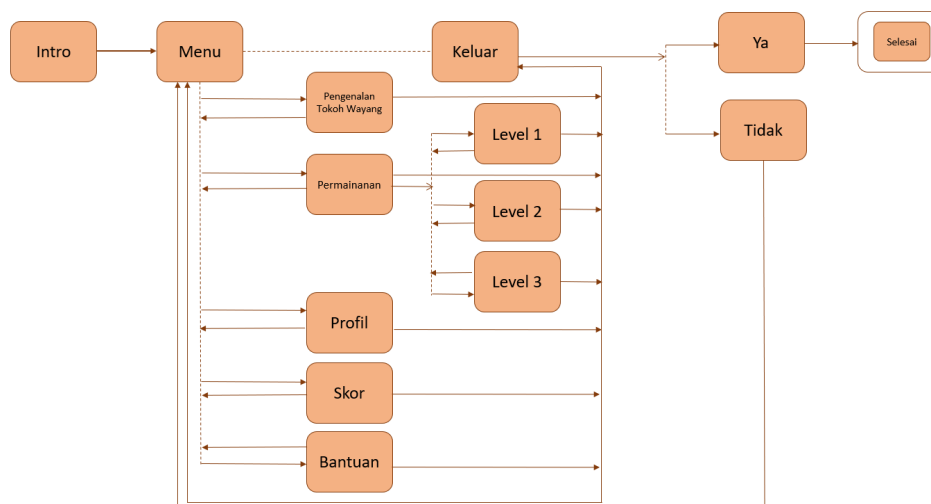 Intro
Menu
Keluar
Ya
Selesai
Pengenalan
Tokoh Wayang
Level 1
Tidak
Permainanan
Level 2
Level 3
Profil
Skor
Bantuan